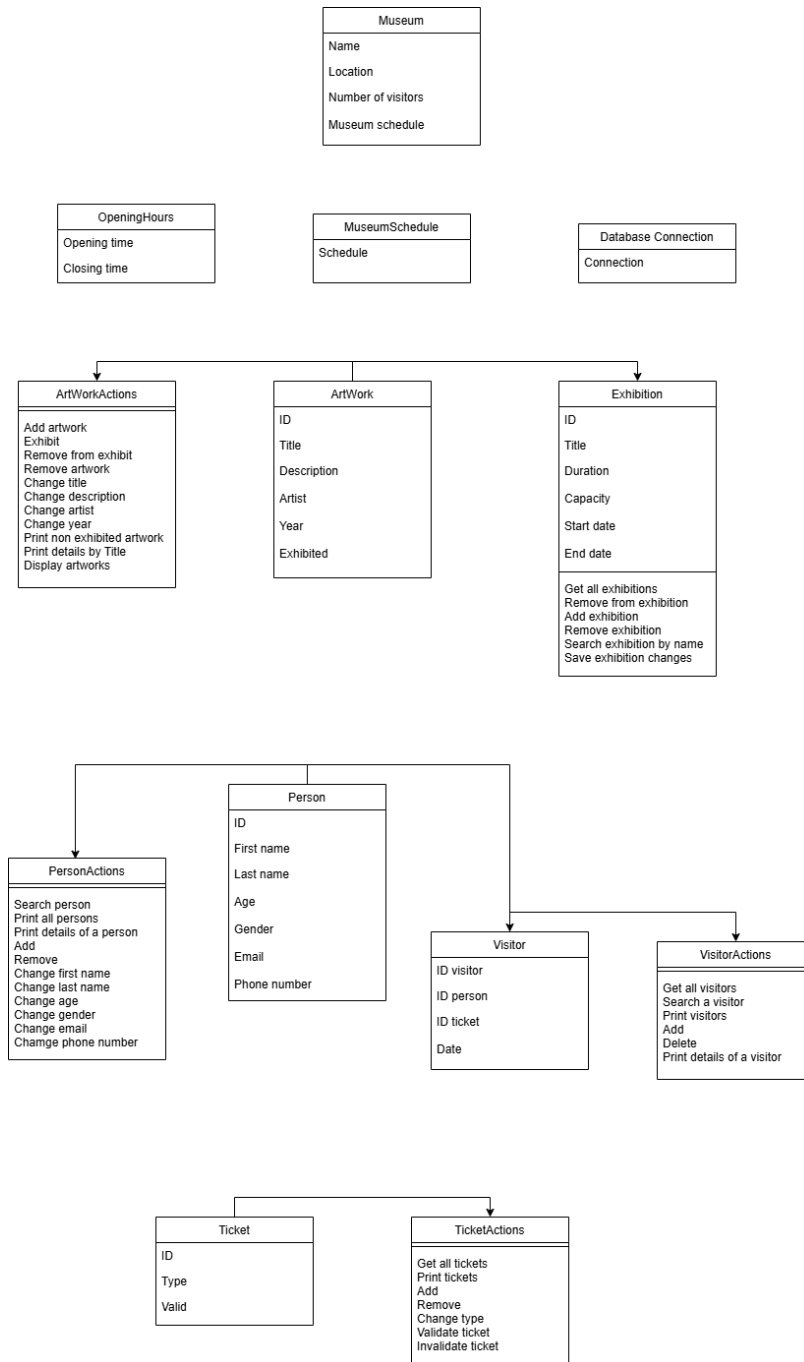 Museum
Name
Location
Number of visitors
Museum schedule
OpeningHours
Opening time
Closing time
MuseumSchedule
Schedule
Database Connection
Connection
ArtWorkActions
Add artwork
Exhibit
Remove from exhibit
Remove artwork
Change title
Change description
Change artist
Change year
Print non exhibited artwork
Print details by Title
Display artworks
ArtWork
ID
Title
Description
Artist
Year
Exhibited
Exhibition
ID
Title
Duration
Capacity
Start date
End date
Get all exhibitions
Remove from exhibition
Add exhibition
Remove exhibition
Search exhibition by name
Save exhibition changes
PersonActions
Search person
Print all persons
Print details of a person
Add
Remove
Change first name
Change last name
Change age
Change gender
Change email
Chamge phone number
Person
ID
First name
Last name
Age
Gender
Email
Phone number
Visitor
ID visitor
ID person
ID ticket
Date
VisitorActions
Get all visitors
Search a visitor
Print visitors
Add
Delete
Print details of a visitor
Ticket
ID
Type
Valid
TicketActions
Get all tickets
Print tickets
Add
Remove
Change type
Validate ticket
Invalidate ticket